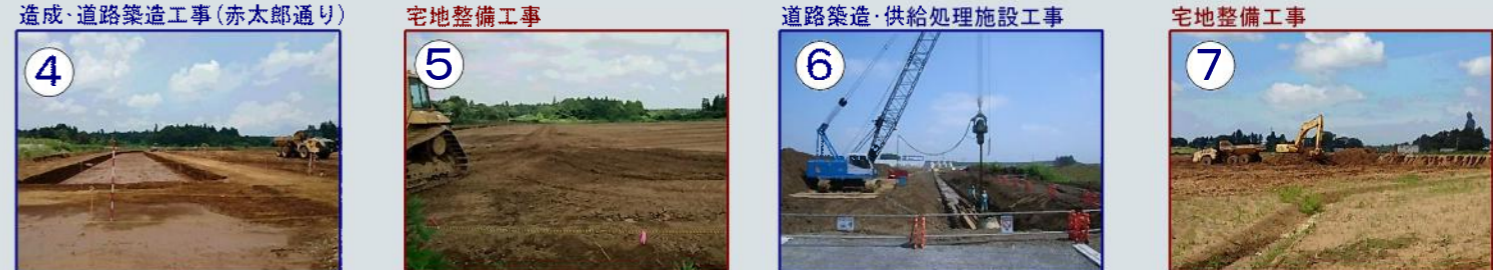 造成･道路築造工事(赤太郎通り)
宅地整備工事
道路築造･供給処理施設工事
宅地整備工事
④
⑤
⑥
⑦